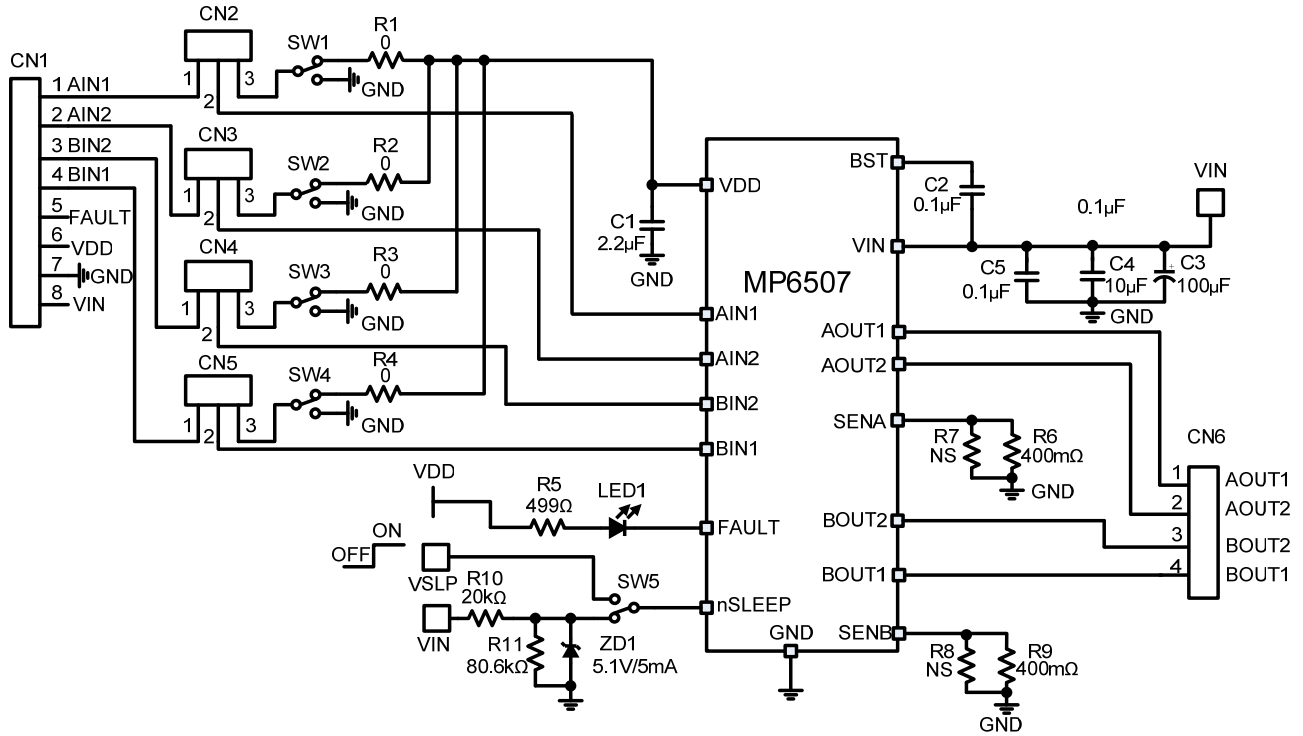 CN2
R1
0
SW1
CN1
1 AIN1
2 AIN2
3 BIN2
4 BIN1
5 FAULT
6 VDD
7 GND
8 VIN
1
2
3
GND
CN3
R2
0
SW2
1
2
3
GND
CN4
R3
0
SW3
1
2
3
GND
CN5
R4
0
SW4
1
2
3
GND
C1
2.2µF
GND
VDD
AIN1
AIN2
BIN2
BIN1
FAULT
nSLEEP
GND
MP6507
BST
VIN
AOUT1
AOUT2
SENA
BOUT2
BOUT1
SENB
C2
0.1µF
0.1µF
VIN
C5
0.1µF
C4
10µF
+
C3
100µF
GND
R7
NS
R6
400mΩ
GND
CN6
1 AOUT1
2 AOUT2
3 BOUT2
4 BOUT1
R8
NS
R9
400mΩ
GND
VDD
R5
499Ω
LED1
ON
OFF
VSLP
SW5
R10
20kΩ
VIN
R11
80.6kΩ
ZD1
5.1V/5mA